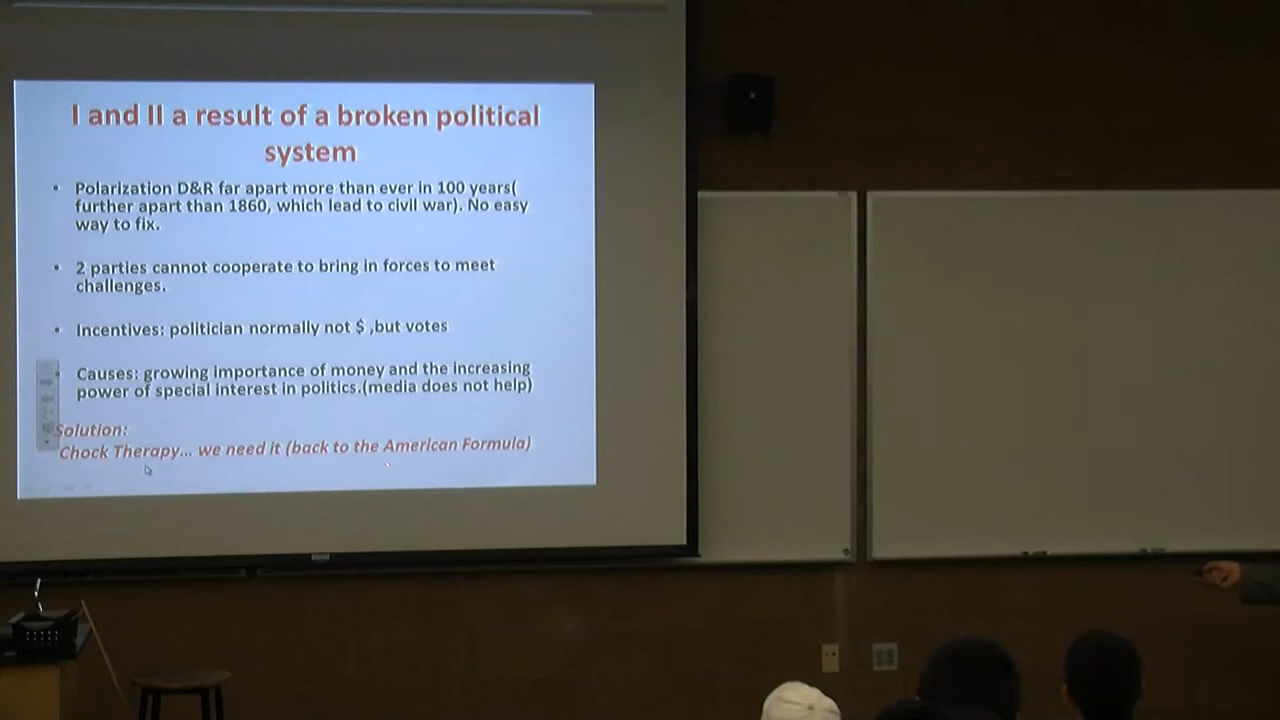 I and II a result of a broken political
system
• Polarization D&R far apart more than ever in 100 years(
further apart than 1860, which lead to civil war). No easy
way to fix.
• 2 parties cannot cooperate to bring in forces to meet
challenges.
• Incentives: politician normally not $ ,but votes
• Causes: growing importance of money and the increasing
power of special interest in politics.(media does not help)
Solution:
Chock Therapy... we need it (back to the American Formula)